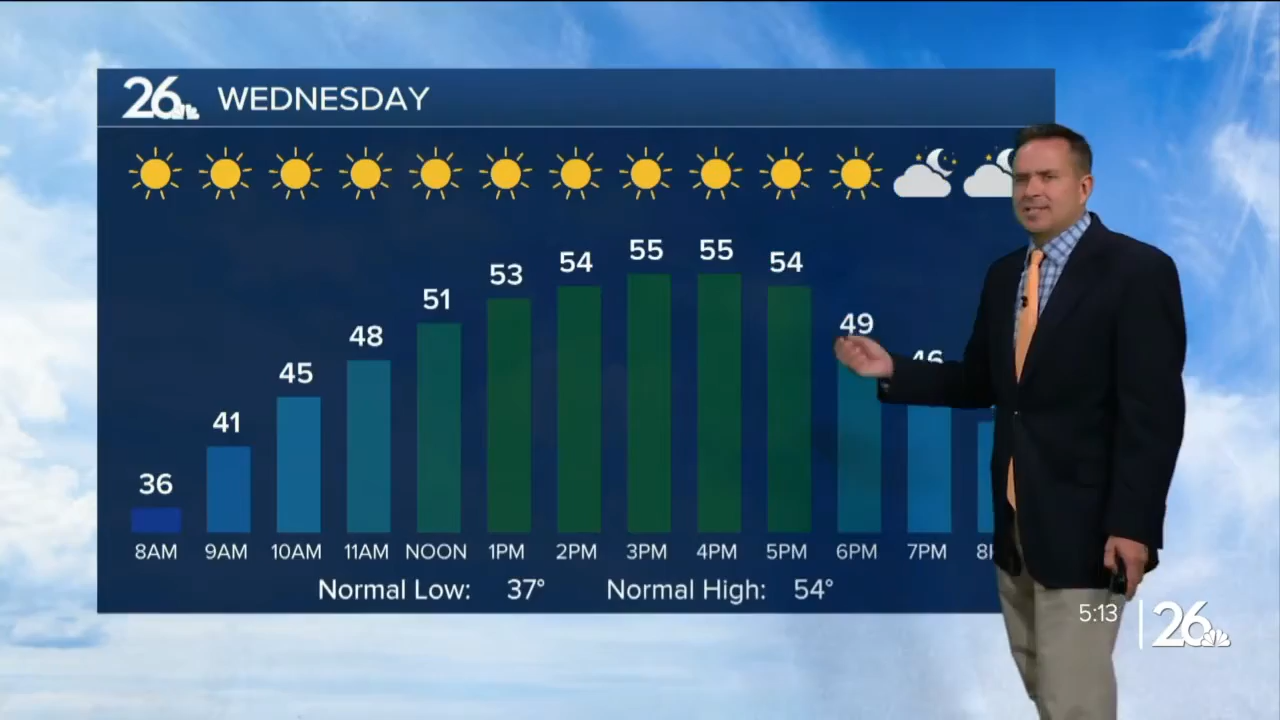 26 WEDNESDAY
36 41 45 48 51 53 54 55 55 54 49 46
8AM 9AM 10AM 11AM NOON 1PM 2PM 3PM 4PM 5PM 6PM 7PM
Normal Low: 37° Normal High: 54°
5:13 26